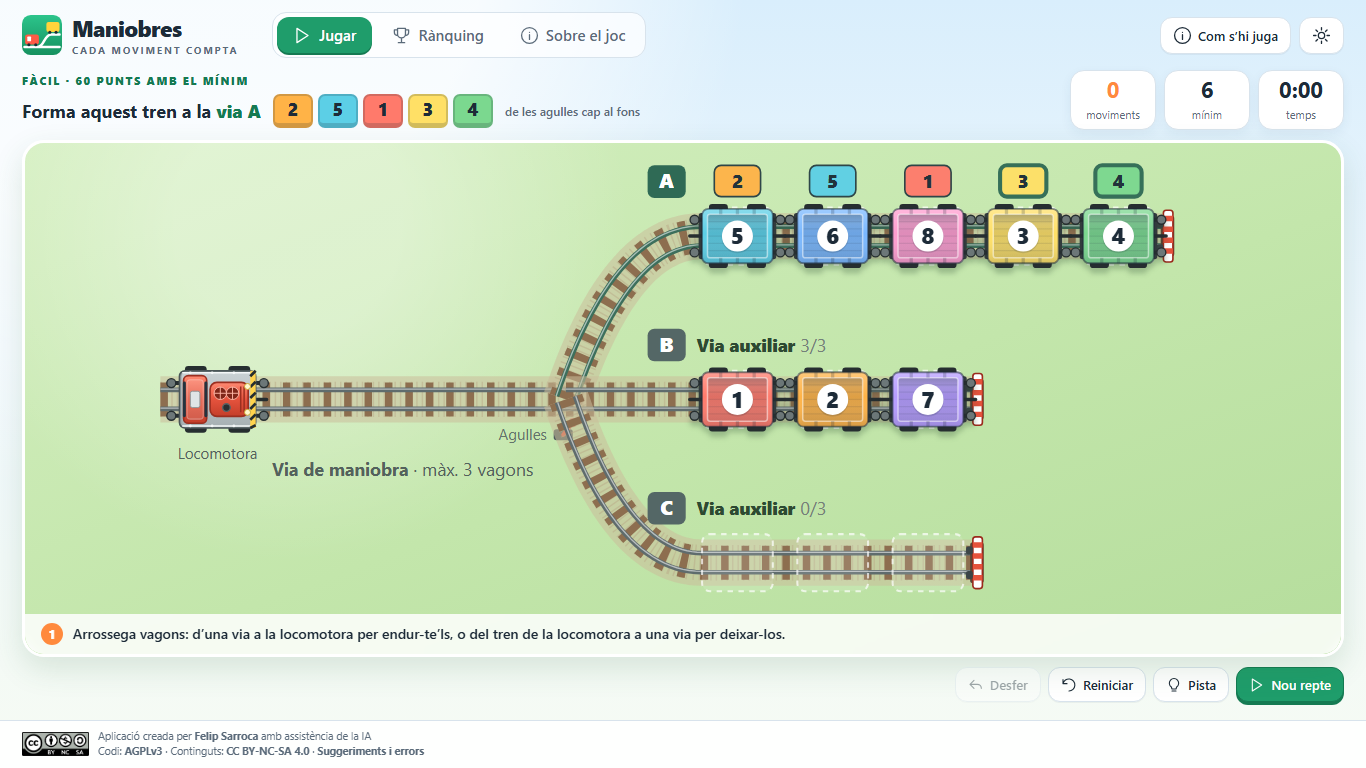 Maniobres
CADA MOVIMENT COMPTA
Jugar
Rànquing
Sobre el joc
Com s’hi juga
FÀCIL · 60 PUNTS AMB EL MÍNIM
Forma aquest tren a la via A 2 5 1 3 4 de les agulles cap al fons
0 moviments
6 mínim
0:00 temps
A 2 5 1 3 4
5 6 8 3 4
B Via auxiliar 3/3
1 2 7
Agulles
Locomotora
Via de maniobra · màx. 3 vagons
C Via auxiliar 0/3
1 Arrossega vagons: d’una via a la locomotora per endur-te’ls, o del tren de la locomotora a una via per deixar-los.
Desfer
Reiniciar
Pista
Nou repte
cc BY NC SA
Aplicació creada per Felip Sarroca amb assistència de la IA
Codi: AGPLv3 · Continguts: CC BY-NC-SA 4.0 · Suggeriments i errors